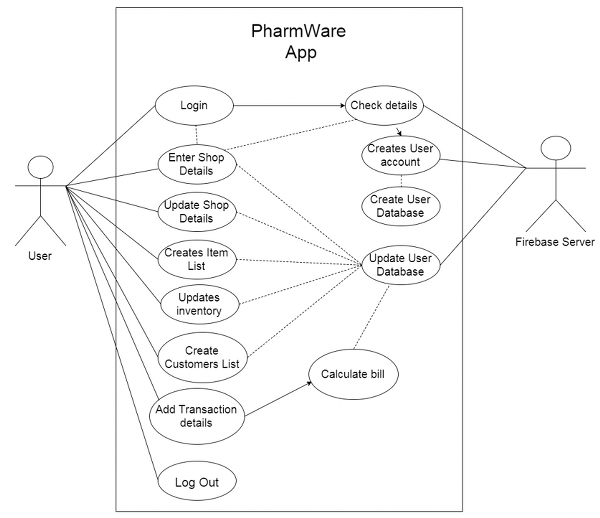 PharmWare
App
Login
Check details
Enter Shop
Details
Creates User
account
Update Shop
Details
Create User
Database
User
Firebase Server
Creates Item
List
Update User
Database
Updates
inventory
Create
Customers List
Calculate bill
Add Transaction
details
Log Out